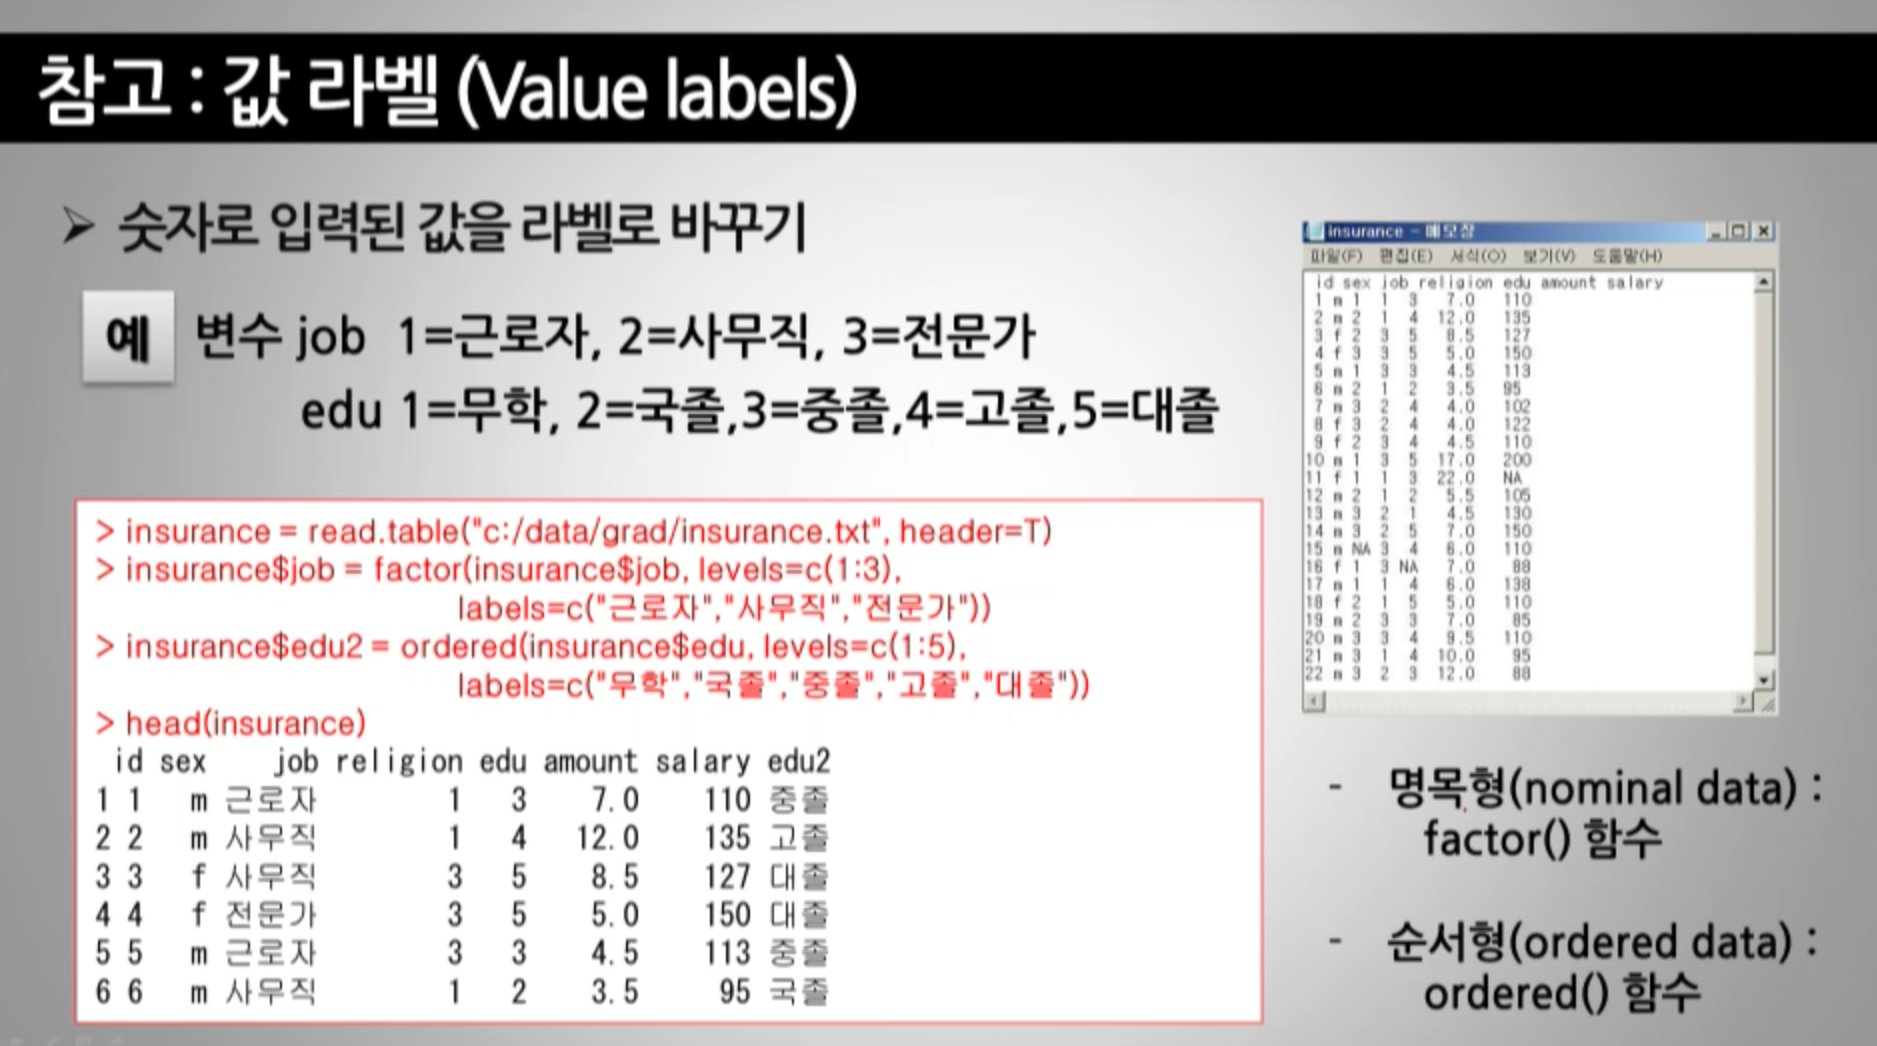 참고 : 값 라벨 (Value labels)
➢ 숫자로 입력된 값을 라벨로 바꾸기
예 변수 job 1=근로자, 2=사무직, 3=전문가
edu 1=무학, 2=국졸,3=중졸,4=고졸,5=대졸
> insurance = read.table("c:/data/grad/insurance.txt", header=T)
> insurance$job = factor(insurance$job, levels=c(1:3),
labels=c("근로자","사무직","전문가"))
> insurance$edu2 = ordered(insurance$edu, levels=c(1:5),
labels=c("무학","국졸","중졸","고졸","대졸"))
> head(insurance)
id sex job religion edu amount salary edu2
1 1 m 근로자 1 3 7.0 110 중졸
2 2 m 사무직 1 4 12.0 135 고졸
3 3 f 사무직 3 5 8.5 127 대졸
4 4 f 전문가 3 5 5.0 150 대졸
5 5 m 근로자 3 3 4.5 113 중졸
6 6 m 사무직 1 2 3.5 95 국졸
insurance - 메모장
파일(F) 편집(E) 서식(O) 보기(V) 도움말(H)
id sex job religion edu amount salary
1 m 1 1 3 7.0 110
2 m 2 1 4 12.0 135
3 f 2 3 5 8.5 127
4 f 3 3 5 5.0 150
5 m 1 3 3 4.5 113
6 m 2 1 2 3.5 95
7 m 3 2 4 4.0 102
8 f 3 2 4 4.0 122
9 f 2 3 4 4.5 110
10 m 1 3 5 17.0 200
11 f 1 1 3 22.0 NA
12 m 2 1 2 5.5 105
13 m 3 2 1 4.5 130
14 m 3 2 5 7.0 150
15 m NA 3 4 6.0 110
16 f 1 3 NA 7.0 88
17 m 1 1 4 6.0 138
18 f 2 1 5 5.0 110
19 m 2 3 3 7.0 85
20 m 3 3 4 9.5 110
21 m 3 1 4 10.0 95
22 m 3 2 3 12.0 88
- 명목형(nominal data) :
factor() 함수
- 순서형(ordered data) :
ordered() 함수